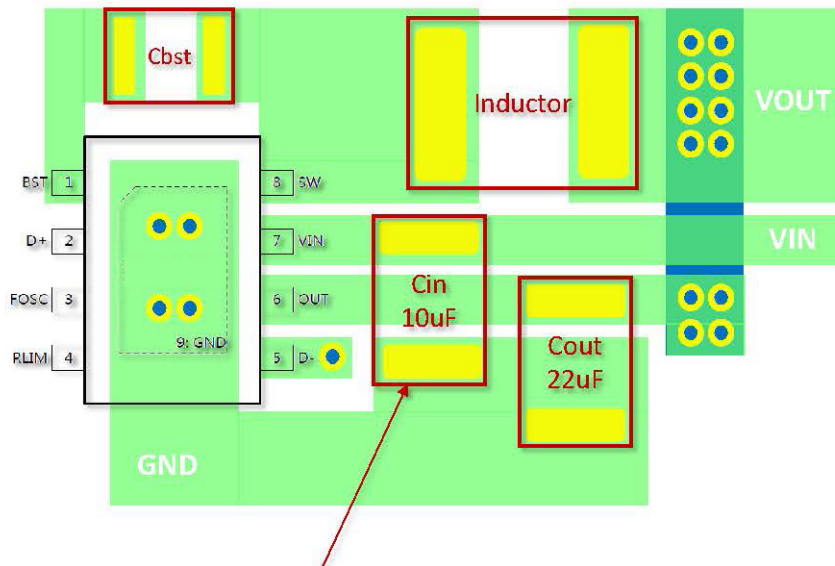 Cbst
Inductor
VOUT
BST 1
8 SW
D+ 2
7 VIN
VIN
FOSC 3
6 OUT
Cin
10uF
RLIM 4
9: GND
5 D-
Cout
22uF
GND